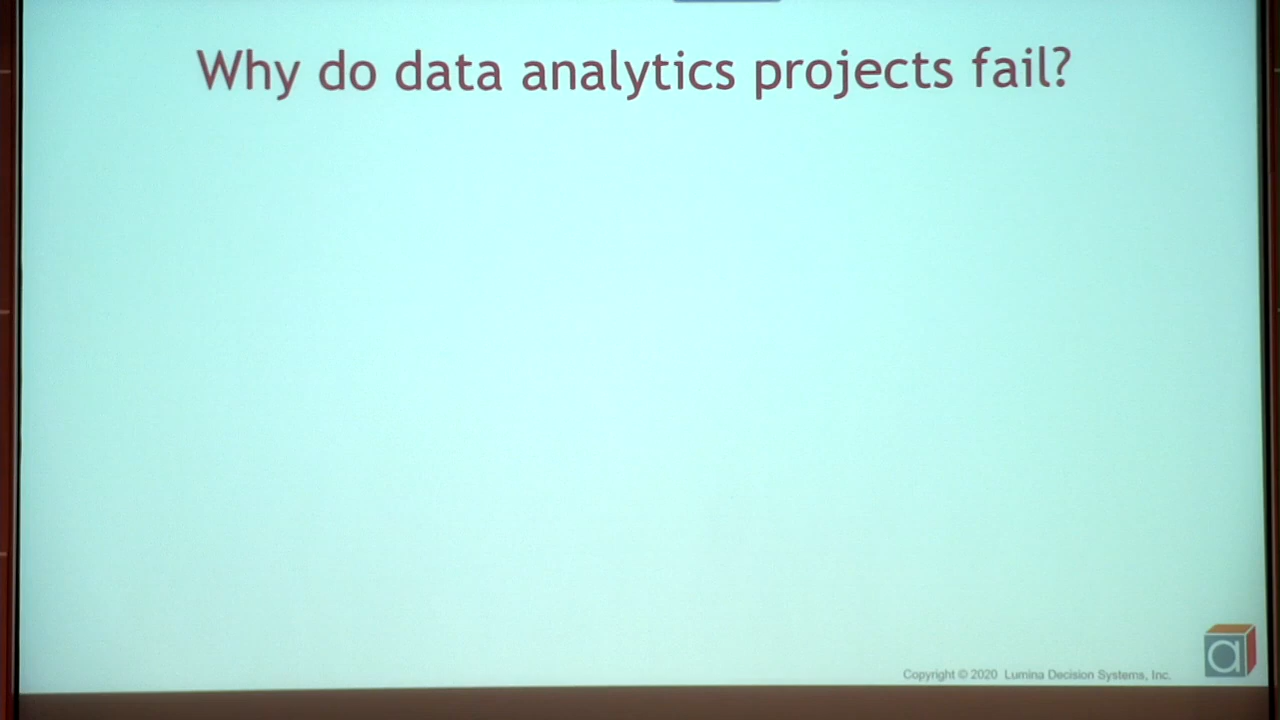 Why do data analytics projects fail?
Copyright © 2020 Lumina Decision Systems, Inc.
a